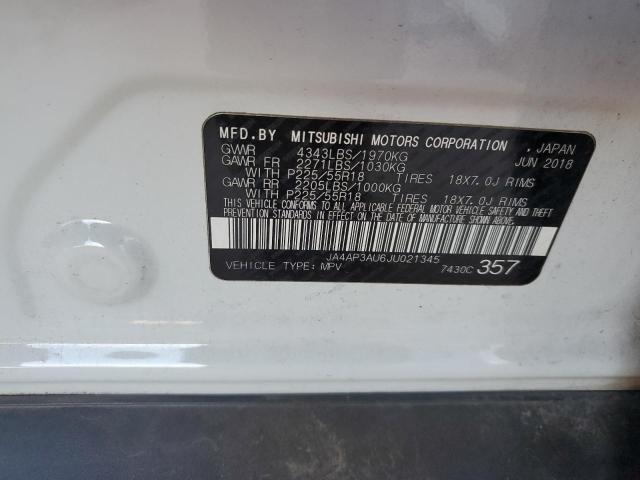 MFD.BY MITSUBISHI MOTORS CORPORATION , JAPAN
GVWR 4343LBS/1970KG JUN 2018
GAWR FR 2271LBS/1030KG
WITH P225/55R18 TIRES 18X7.0J RIMS
GAWR RR 2205LBS/1000KG
WITH P225/55R18 TIRES 18X7.0J RIMS
THIS VEHICLE CONFORMS TO ALL APPLICABLE FEDERAL MOTOR VEHICLE SAFETY AND THEFT
PREVENTION STANDARDS IN EFFECT ON THE DATE OF MANUFACTURE SHOWN ABOVE.
JA4AP3AU6JU021345
VEHICLE TYPE: MPV 7430C 357